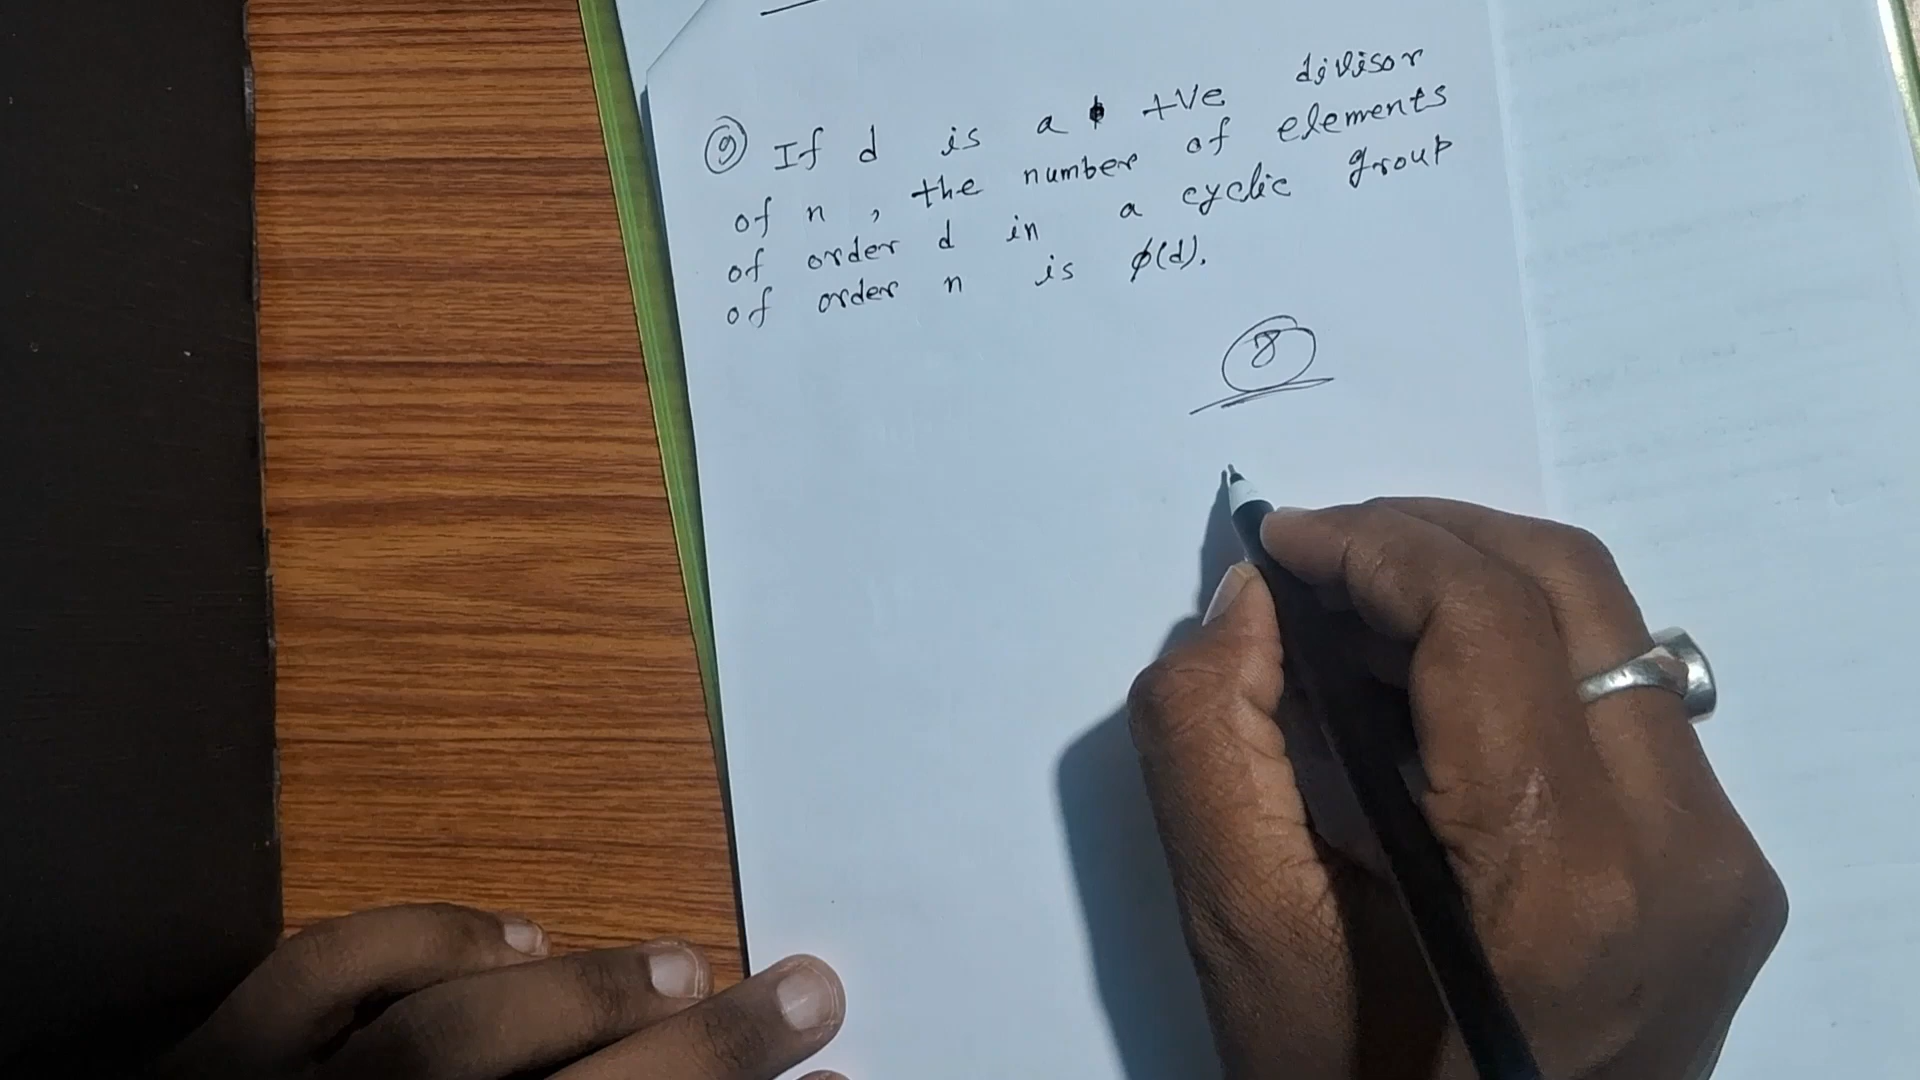 ⑨ If d is a +ve divisor
of n, the number of elements
of order d in a cyclic group
of order n is ϕ(d).
8